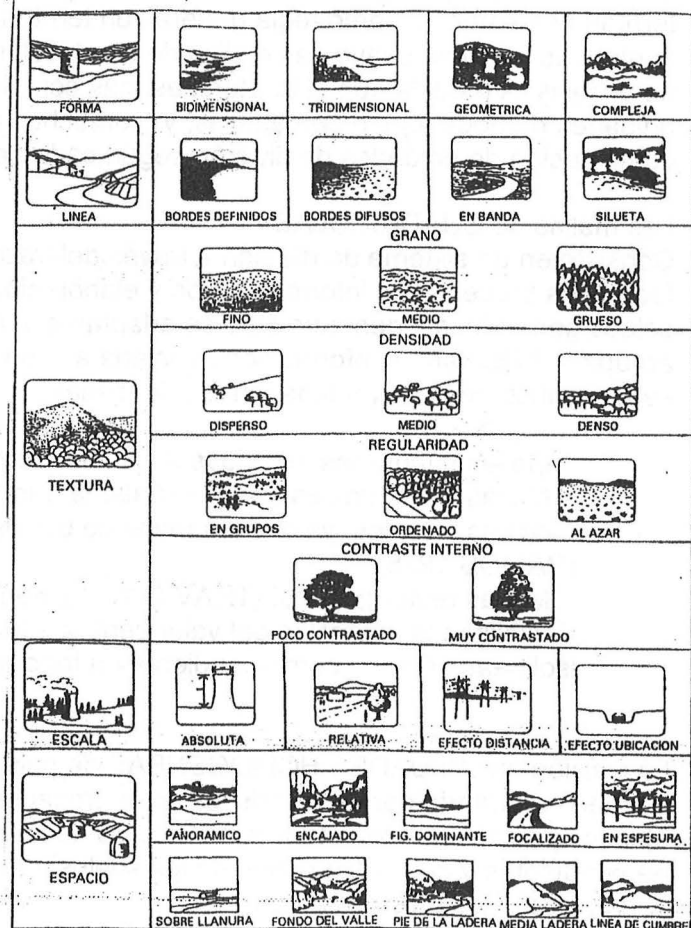 FORMA BIDIMENSIONAL TRIDIMENSIONAL GEOMETRICA COMPLEJA
LINEA BORDES DEFINIDOS BORDES DIFUSOS EN BANDA SILUETA
GRANO
FINO MEDIO GRUESO
DENSIDAD
DISPERSO MEDIO DENSO
TEXTURA
REGULARIDAD
EN GRUPOS ORDENADO AL AZAR
CONTRASTE INTERNO
POCO CONTRASTADO MUY CONTRASTADO
ESCALA ABSOLUTA RELATIVA EFECTO DISTANCIA EFECTO UBICACION
PANORAMICO ENCAJADO FIG. DOMINANTE FOCALIZADO EN ESPESURA
ESPACIO
SOBRE LLANURA FONDO DEL VALLE PIE DE LA LADERA MEDIA LADERA LINEA DE CUMBRES